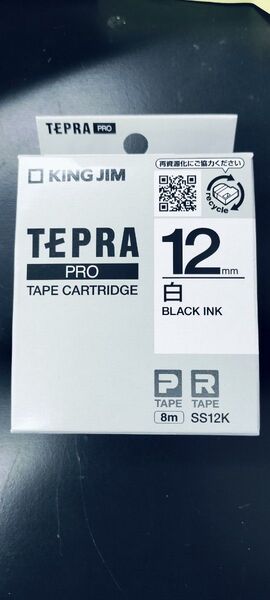 TEPRA PRO
KING JIM
再資源化にご協力ください
recycle
TEPRA
PRO
TAPE CARTRIDGE
12mm
白
BLACK INK
P R
TAPE TAPE
8m SS12K